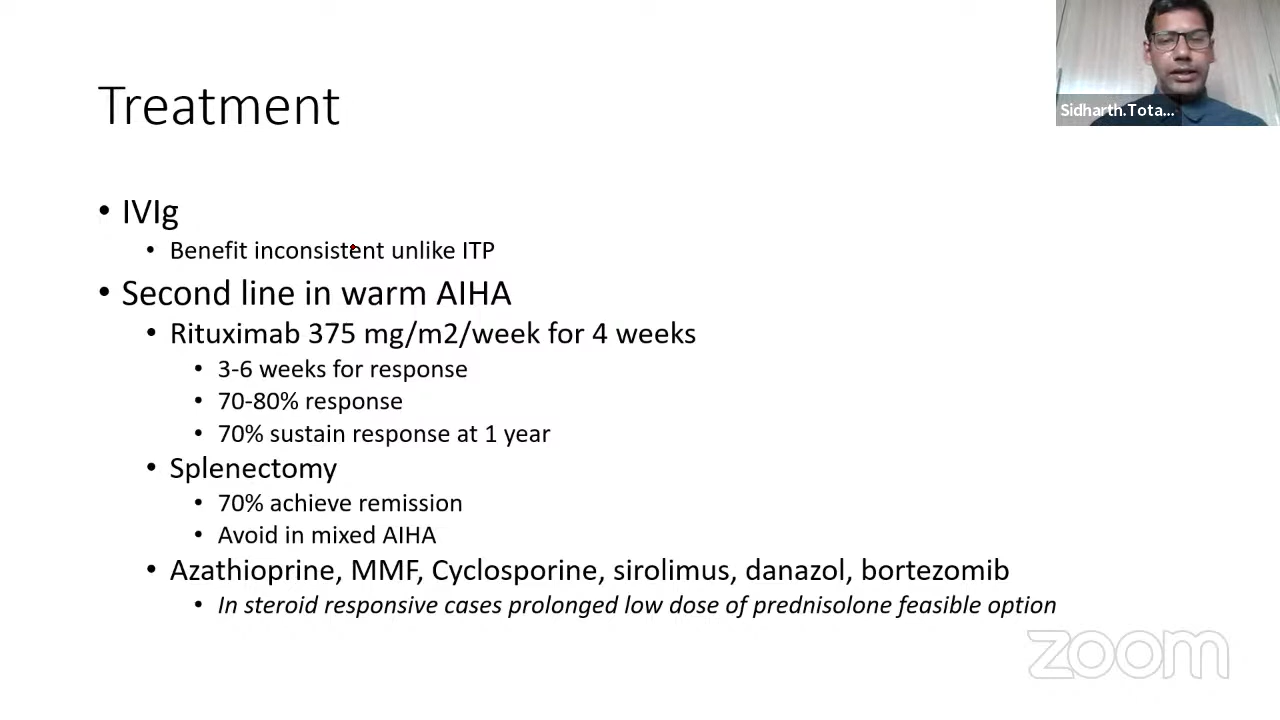 Sidharth.Tota...
Treatment
• IVIg
• Benefit inconsistent unlike ITP
• Second line in warm AIHA
• Rituximab 375 mg/m2/week for 4 weeks
• 3-6 weeks for response
• 70-80% response
• 70% sustain response at 1 year
• Splenectomy
• 70% achieve remission
• Avoid in mixed AIHA
• Azathioprine, MMF, Cyclosporine, sirolimus, danazol, bortezomib
• In steroid responsive cases prolonged low dose of prednisolone feasible option
zoom